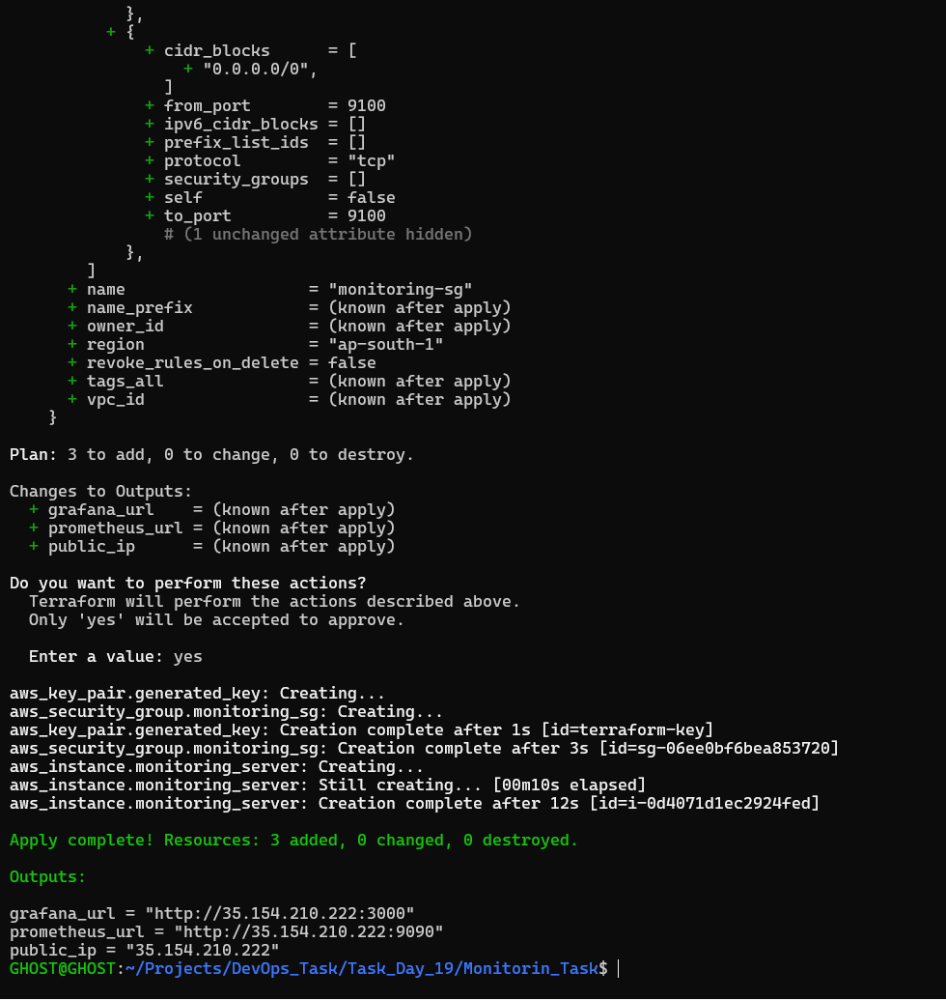 },
          + {
              + cidr_blocks      = [
                  + "0.0.0.0/0",
                ]
              + from_port        = 9100
              + ipv6_cidr_blocks = []
              + prefix_list_ids  = []
              + protocol         = "tcp"
              + security_groups  = []
              + self             = false
              + to_port          = 9100
                # (1 unchanged attribute hidden)
            },
        ]
      + name                   = "monitoring-sg"
      + name_prefix            = (known after apply)
      + owner_id               = (known after apply)
      + region                 = "ap-south-1"
      + revoke_rules_on_delete = false
      + tags_all               = (known after apply)
      + vpc_id                 = (known after apply)
    }

Plan: 3 to add, 0 to change, 0 to destroy.

Changes to Outputs:
  + grafana_url    = (known after apply)
  + prometheus_url = (known after apply)
  + public_ip      = (known after apply)

Do you want to perform these actions?
  Terraform will perform the actions described above.
  Only 'yes' will be accepted to approve.

  Enter a value: yes

aws_key_pair.generated_key: Creating...
aws_security_group.monitoring_sg: Creating...
aws_key_pair.generated_key: Creation complete after 1s [id=terraform-key]
aws_security_group.monitoring_sg: Creation complete after 3s [id=sg-06ee0bf6bea853720]
aws_instance.monitoring_server: Creating...
aws_instance.monitoring_server: Still creating... [00m10s elapsed]
aws_instance.monitoring_server: Creation complete after 12s [id=i-0d4071d1ec2924fed]

Apply complete! Resources: 3 added, 0 changed, 0 destroyed.

Outputs:

grafana_url = "http://35.154.210.222:3000"
prometheus_url = "http://35.154.210.222:9090"
public_ip = "35.154.210.222"
GHOST@GHOST:~/Projects/DevOps_Task/Task_Day_19/Monitorin_Task$